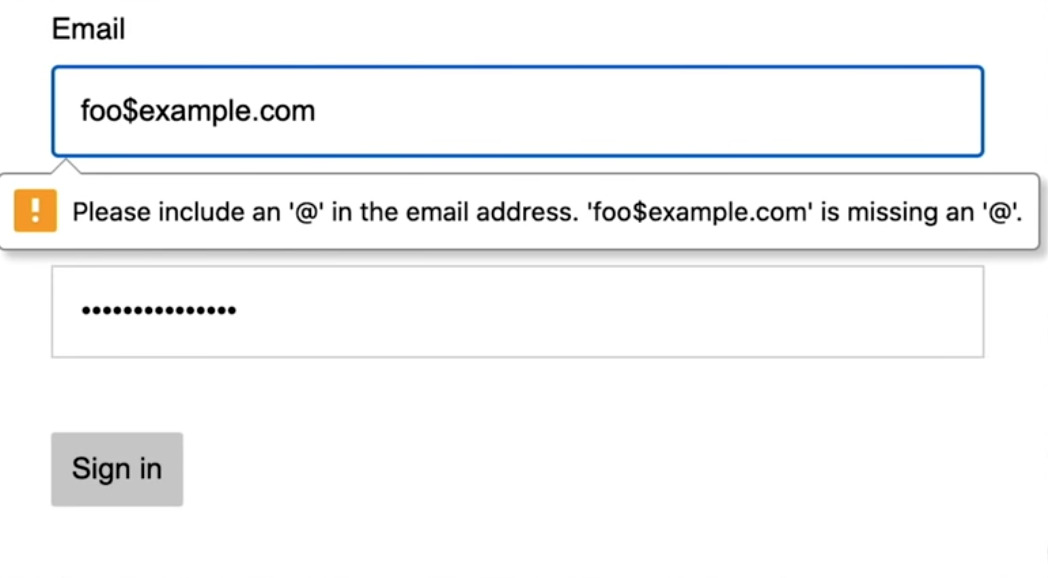 Email
foo$example.com
Please include an '@' in the email address. 'foo$example.com' is missing an '@'.
•••••••••••••••
Sign in